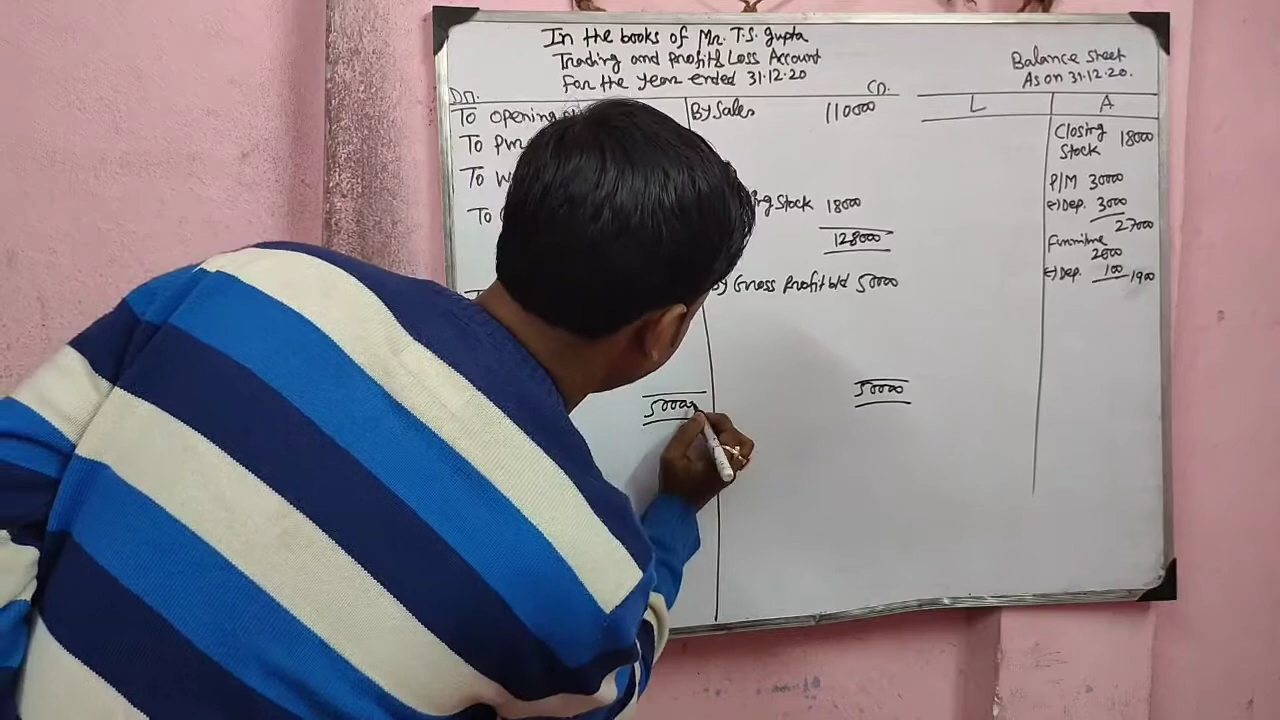 In the books of Mr. T.S. Gupta
Trading and Profit & Loss Account
For the year ended 31.12.20
Dr.
Cr.
To opening
By Sales 110000
To
To
To
Stock 18000
128000
By Gross Profit b/d 50000
50000
50000
Balance Sheet
As on 31.12.20.
L A
Closing
Stock 18000
P/M 30000
(-) Dep. 3000
27000
Furniture
2000
(-) Dep. 100 1900